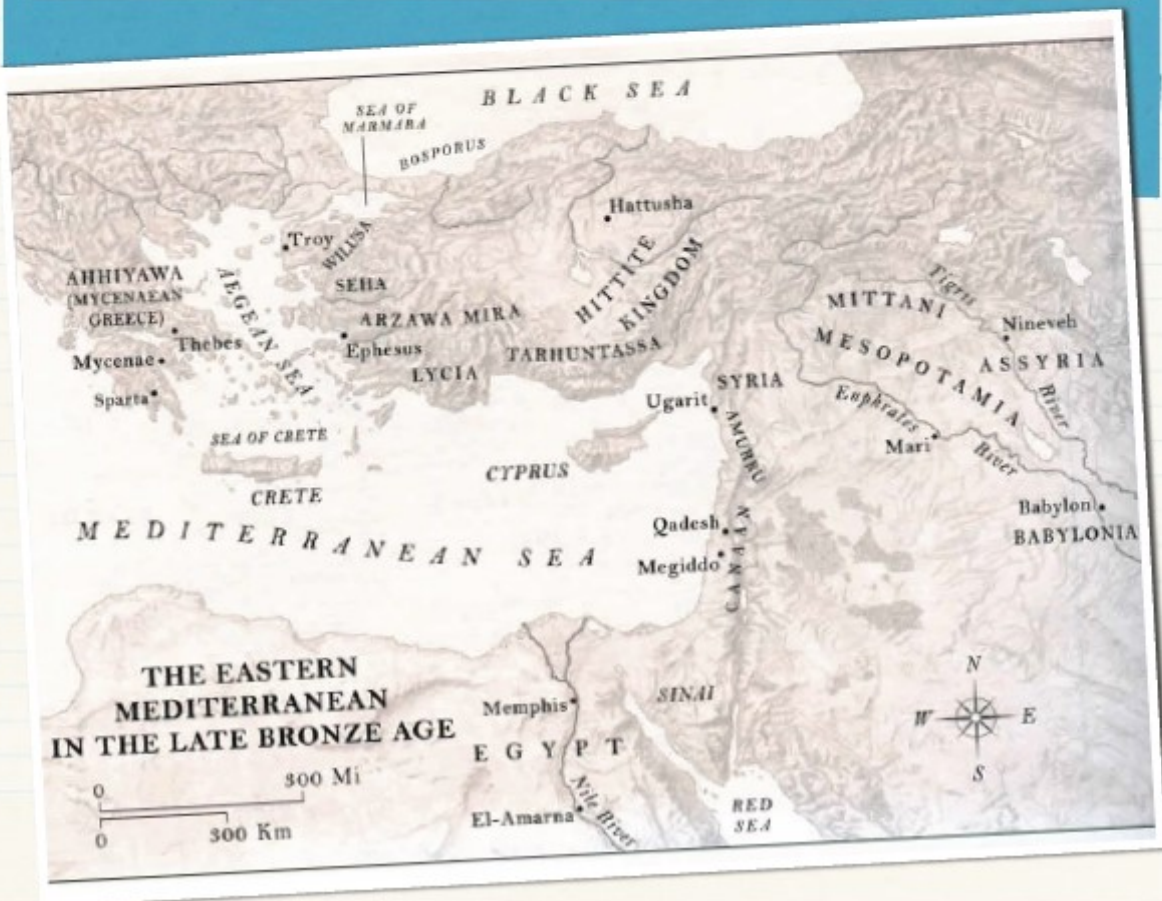 BLACK SEA
SEA OF
MARMARA
BOSPORUS
Hattusha
Troy
WILUSA
HITTITE
KINGDOM
AHHIYAWA
(MYCENAEAN
GREECE)
AEGEAN SEA
SEHA
Tigris
River
MITTANI
ARZAWA MIRA
Nineveh
Thebes
Ephesus
Mycenae
TARHUNTASSA
MESOPOTAMIA
ASSYRIA
LYCIA
SYRIA
Sparta
Ugarit
Euphrates
River
AMURRU
SEA OF CRETE
Mari
CYPRUS
CRETE
Babylon
BABYLONIA
MEDITERRANEAN SEA
Qadesh
Megiddo
CANAAN
THE EASTERN
MEDITERRANEAN
IN THE LATE BRONZE AGE
0 300 Mi
0 300 Km
Memphis
SINAI
EGYPT
Nile River
El-Amarna
RED
SEA
N
W E
S